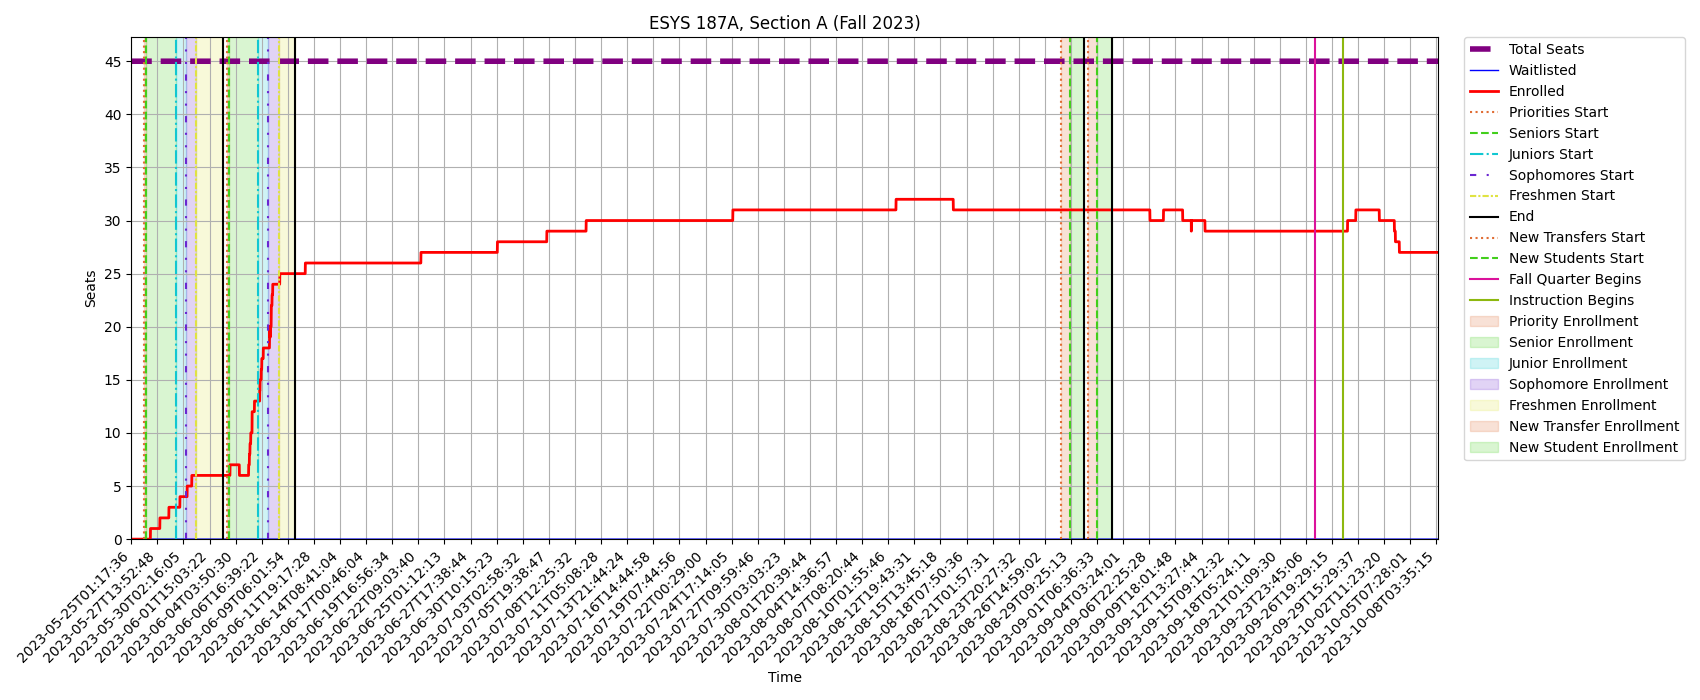 ESYS 187A, Section A (Fall 2023)
Seats
45
40
35
30
25
20
15
10
5
0
2023-05-25T01:17:36
2023-05-27T13:52:48
2023-05-30T02:16:05
2023-06-01T15:03:22
2023-06-04T03:50:30
2023-06-06T16:39:22
2023-06-09T06:01:54
2023-06-11T19:17:28
2023-06-14T08:41:04
2023-06-17T00:46:04
2023-06-19T16:56:34
2023-06-22T09:03:40
2023-06-25T01:12:13
2023-06-27T17:38:44
2023-06-30T10:15:23
2023-07-03T02:58:32
2023-07-05T19:38:47
2023-07-08T12:25:32
2023-07-11T05:08:28
2023-07-13T21:44:24
2023-07-16T14:44:58
2023-07-19T07:44:56
2023-07-22T00:29:00
2023-07-24T17:14:05
2023-07-27T09:59:46
2023-07-30T03:03:23
2023-08-01T20:39:44
2023-08-04T14:36:57
2023-08-07T08:20:44
2023-08-10T01:55:46
2023-08-12T19:43:31
2023-08-15T13:45:18
2023-08-18T07:50:36
2023-08-21T01:57:31
2023-08-23T20:27:32
2023-08-26T14:59:02
2023-08-29T09:25:13
2023-09-01T06:36:33
2023-09-04T03:24:01
2023-09-06T22:25:28
2023-09-09T18:01:48
2023-09-12T13:27:44
2023-09-15T09:12:32
2023-09-18T05:24:11
2023-09-21T01:09:30
2023-09-23T23:45:06
2023-09-26T19:29:15
2023-09-29T15:29:37
2023-10-02T11:23:20
2023-10-05T07:28:01
2023-10-08T03:35:15
Time
Total Seats
Waitlisted
Enrolled
Priorities Start
Seniors Start
Juniors Start
Sophomores Start
Freshmen Start
End
New Transfers Start
New Students Start
Fall Quarter Begins
Instruction Begins
Priority Enrollment
Senior Enrollment
Junior Enrollment
Sophomore Enrollment
Freshmen Enrollment
New Transfer Enrollment
New Student Enrollment